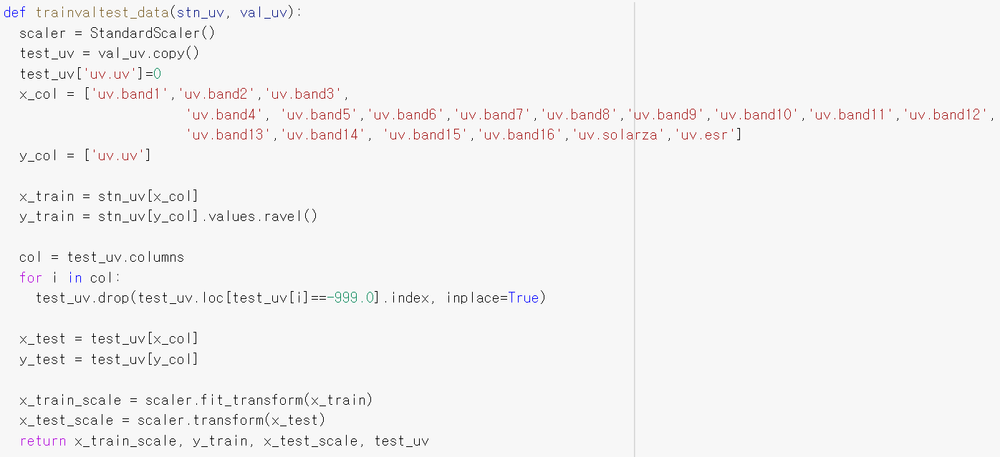 def trainvaltest_data(stn_uv, val_uv):
  scaler = StandardScaler()
  test_uv = val_uv.copy()
  test_uv['uv.uv']=0
  x_col = ['uv.band1','uv.band2','uv.band3',
                     'uv.band4', 'uv.band5','uv.band6','uv.band7','uv.band8','uv.band9','uv.band10','uv.band11','uv.band12',
                     'uv.band13','uv.band14', 'uv.band15','uv.band16','uv.solarza','uv.esr']
  y_col = ['uv.uv']

  x_train = stn_uv[x_col]
  y_train = stn_uv[y_col].values.ravel()

  col = test_uv.columns
  for i in col:
    test_uv.drop(test_uv.loc[test_uv[i]==-999.0].index, inplace=True)

  x_test = test_uv[x_col]
  y_test = test_uv[y_col]

  x_train_scale = scaler.fit_transform(x_train)
  x_test_scale = scaler.transform(x_test)
  return x_train_scale, y_train, x_test_scale, test_uv